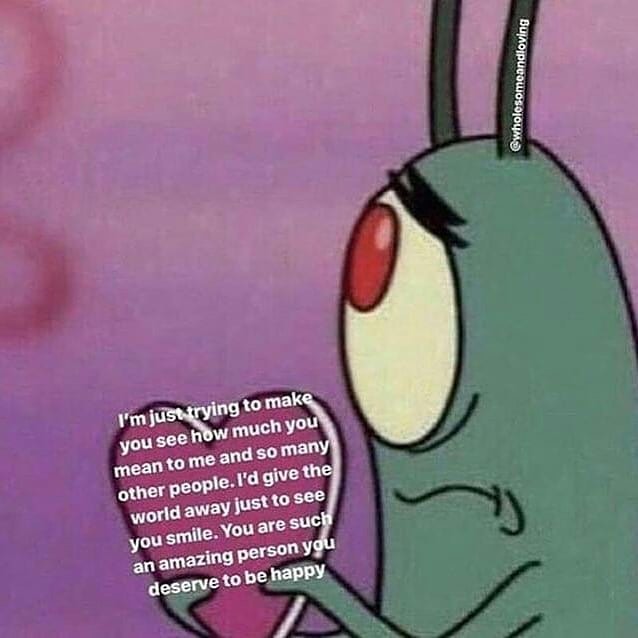 @wholesomeandloving
I'm just trying to make
you see how much you
mean to me and so many
other people. I'd give the
world away just to see
you smile. You are such
an amazing person you
deserve to be happy